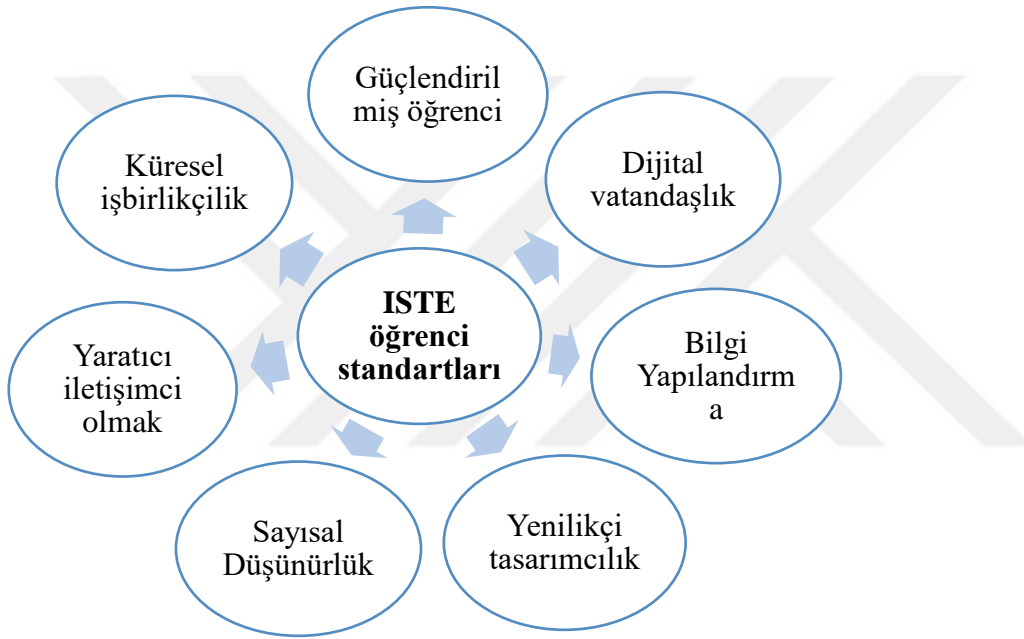 Güçlendiril
miş öğrenci
Dijital
vatandaşlık
Bilgi
Yapılandırm
a
Yenilikçi
tasarımcılık
Sayısal
Düşünürlük
Yaratıcı
iletişimci
olmak
Küresel
işbirlikçilik
ISTE
öğrenci
standartları